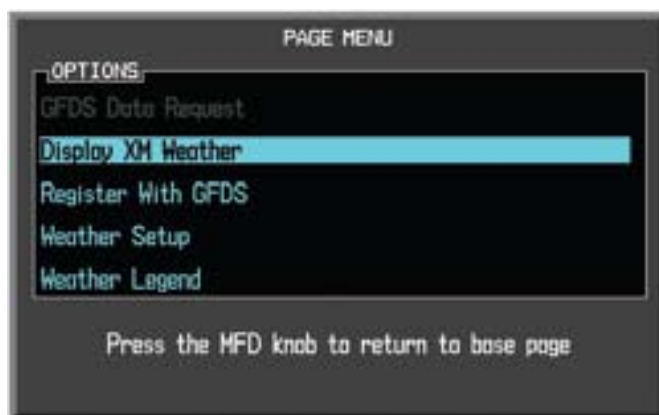 PAGE MENU
OPTIONS
GFDS Data Request
Display XM Weather
Register With GFDS
Weather Setup
Weather Legend
Press the MFD knob to return to base page